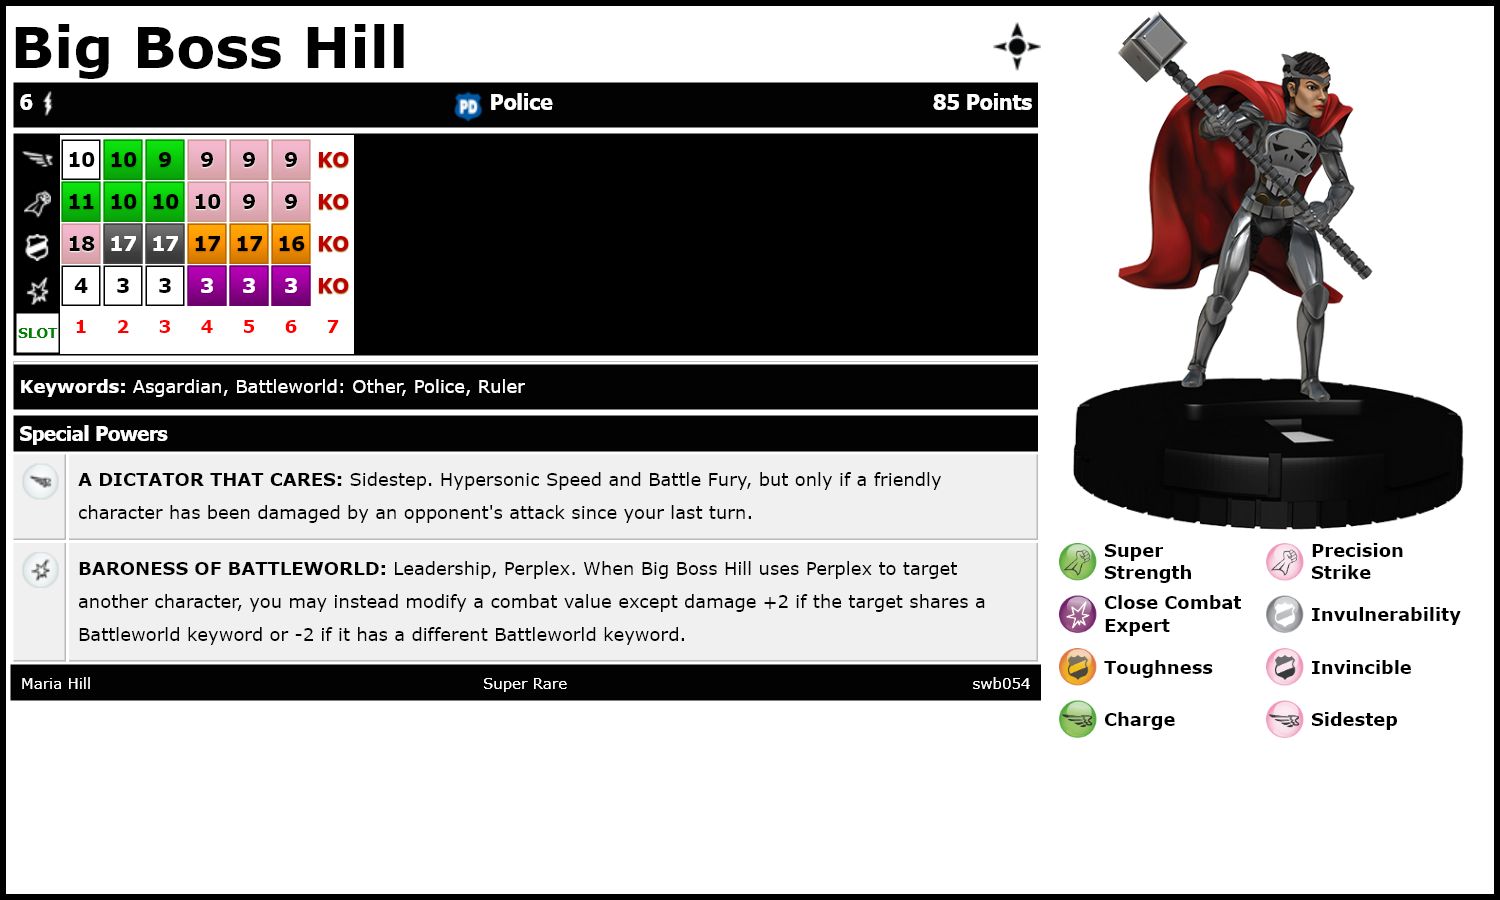 Big Boss Hill
6 PD Police 85 Points
10 10 9 9 9 9 KO
11 10 10 10 9 9 KO
18 17 17 17 17 16 KO
4 3 3 3 3 3 KO
SLOT 1 2 3 4 5 6 7
Keywords: Asgardian, Battleworld: Other, Police, Ruler
Special Powers
A DICTATOR THAT CARES: Sidestep. Hypersonic Speed and Battle Fury, but only if a friendly
character has been damaged by an opponent's attack since your last turn.
BARONESS OF BATTLEWORLD: Leadership, Perplex. When Big Boss Hill uses Perplex to target
another character, you may instead modify a combat value except damage +2 if the target shares a
Battleworld keyword or -2 if it has a different Battleworld keyword.
Maria Hill Super Rare swb054
Super
Strength
Precision
Strike
Close Combat
Expert
Invulnerability
Toughness
Invincible
Charge
Sidestep